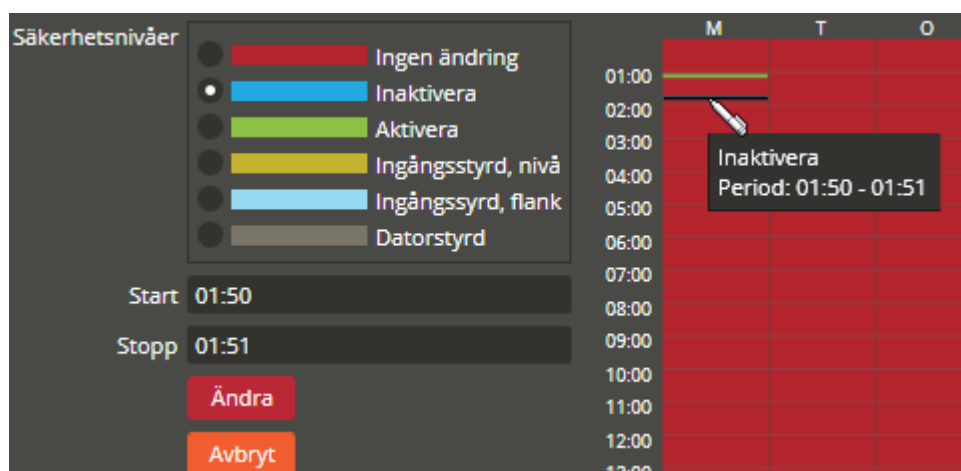 Säkerhetsnivåer
Ingen ändring
Inaktivera
Aktivera
Ingångsstyrd, nivå
Ingångssyrd, flank
Datorstyrd
Start 01:50
Stopp 01:51
Ändra
Avbryt
M T O
01:00
02:00
03:00
04:00
05:00
06:00
07:00
08:00
09:00
10:00
11:00
12:00
Inaktivera
Period: 01:50 - 01:51